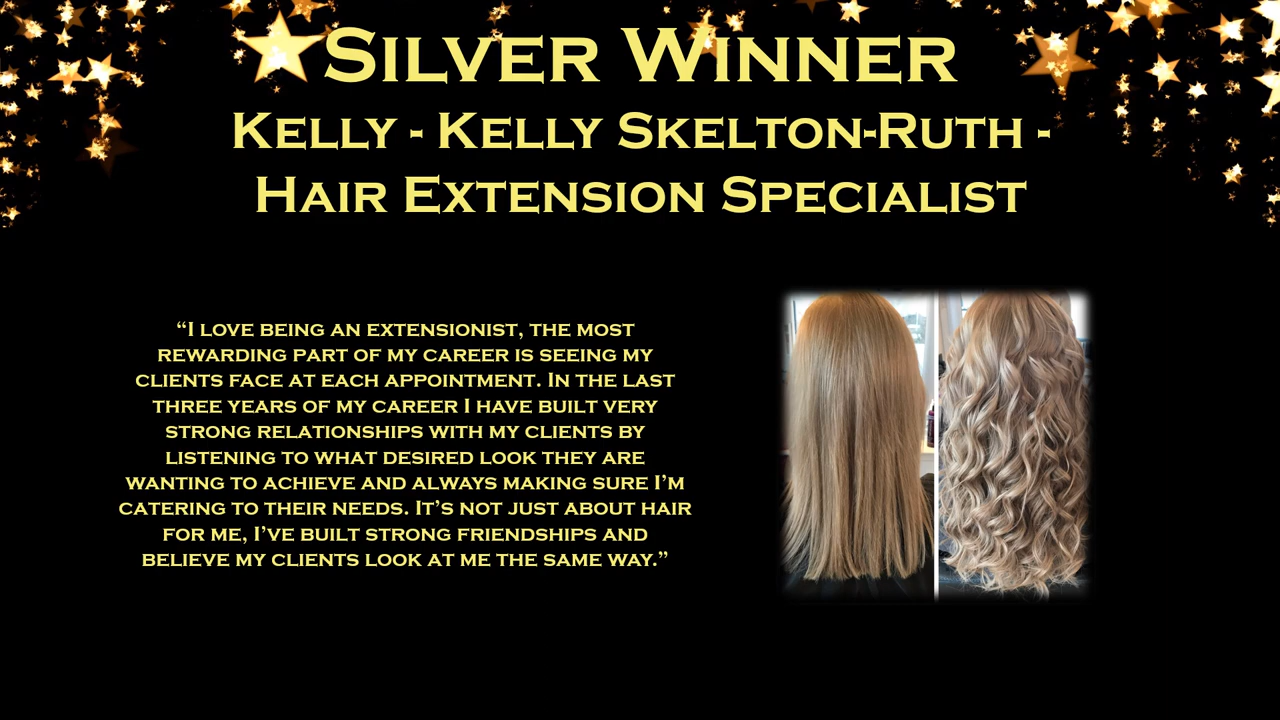 Silver Winner
Kelly - Kelly Skelton-Ruth -
Hair Extension Specialist
“I love being an extensionist, the most
rewarding part of my career is seeing my
clients face at each appointment. In the last
three years of my career I have built very
strong relationships with my clients by
listening to what desired look they are
wanting to achieve and always making sure I’m
catering to their needs. It’s not just about hair
for me, I’ve built strong friendships and
believe my clients look at me the same way.”